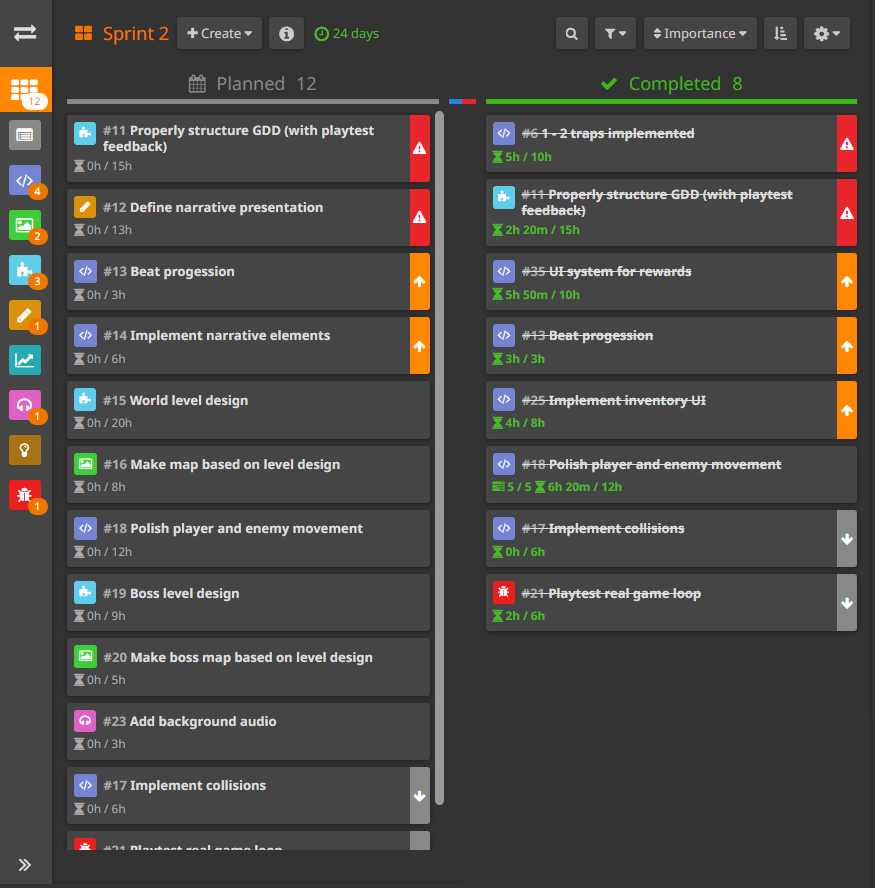 Sprint 2
Create
24 days
Importance
12
4
2
3
1
1
1
Planned 12
#11 Properly structure GDD (with playtest
feedback)
0h / 15h
#12 Define narrative presentation
0h / 13h
#13 Beat progession
0h / 3h
#14 Implement narrative elements
0h / 6h
#15 World level design
0h / 20h
#16 Make map based on level design
0h / 8h
#18 Polish player and enemy movement
0h / 12h
#19 Boss level design
0h / 9h
#20 Make boss map based on level design
0h / 5h
#23 Add background audio
0h / 3h
#17 Implement collisions
0h / 6h
#21 Playtest real game loop
Completed 8
#6 1 - 2 traps implemented
5h / 10h
#11 Properly structure GDD (with playtest
feedback)
2h 20m / 15h
#35 UI system for rewards
5h 50m / 10h
#13 Beat progession
3h / 3h
#25 Implement inventory UI
4h / 8h
#18 Polish player and enemy movement
5 / 5 6h 20m / 12h
#17 Implement collisions
0h / 6h
#21 Playtest real game loop
2h / 6h